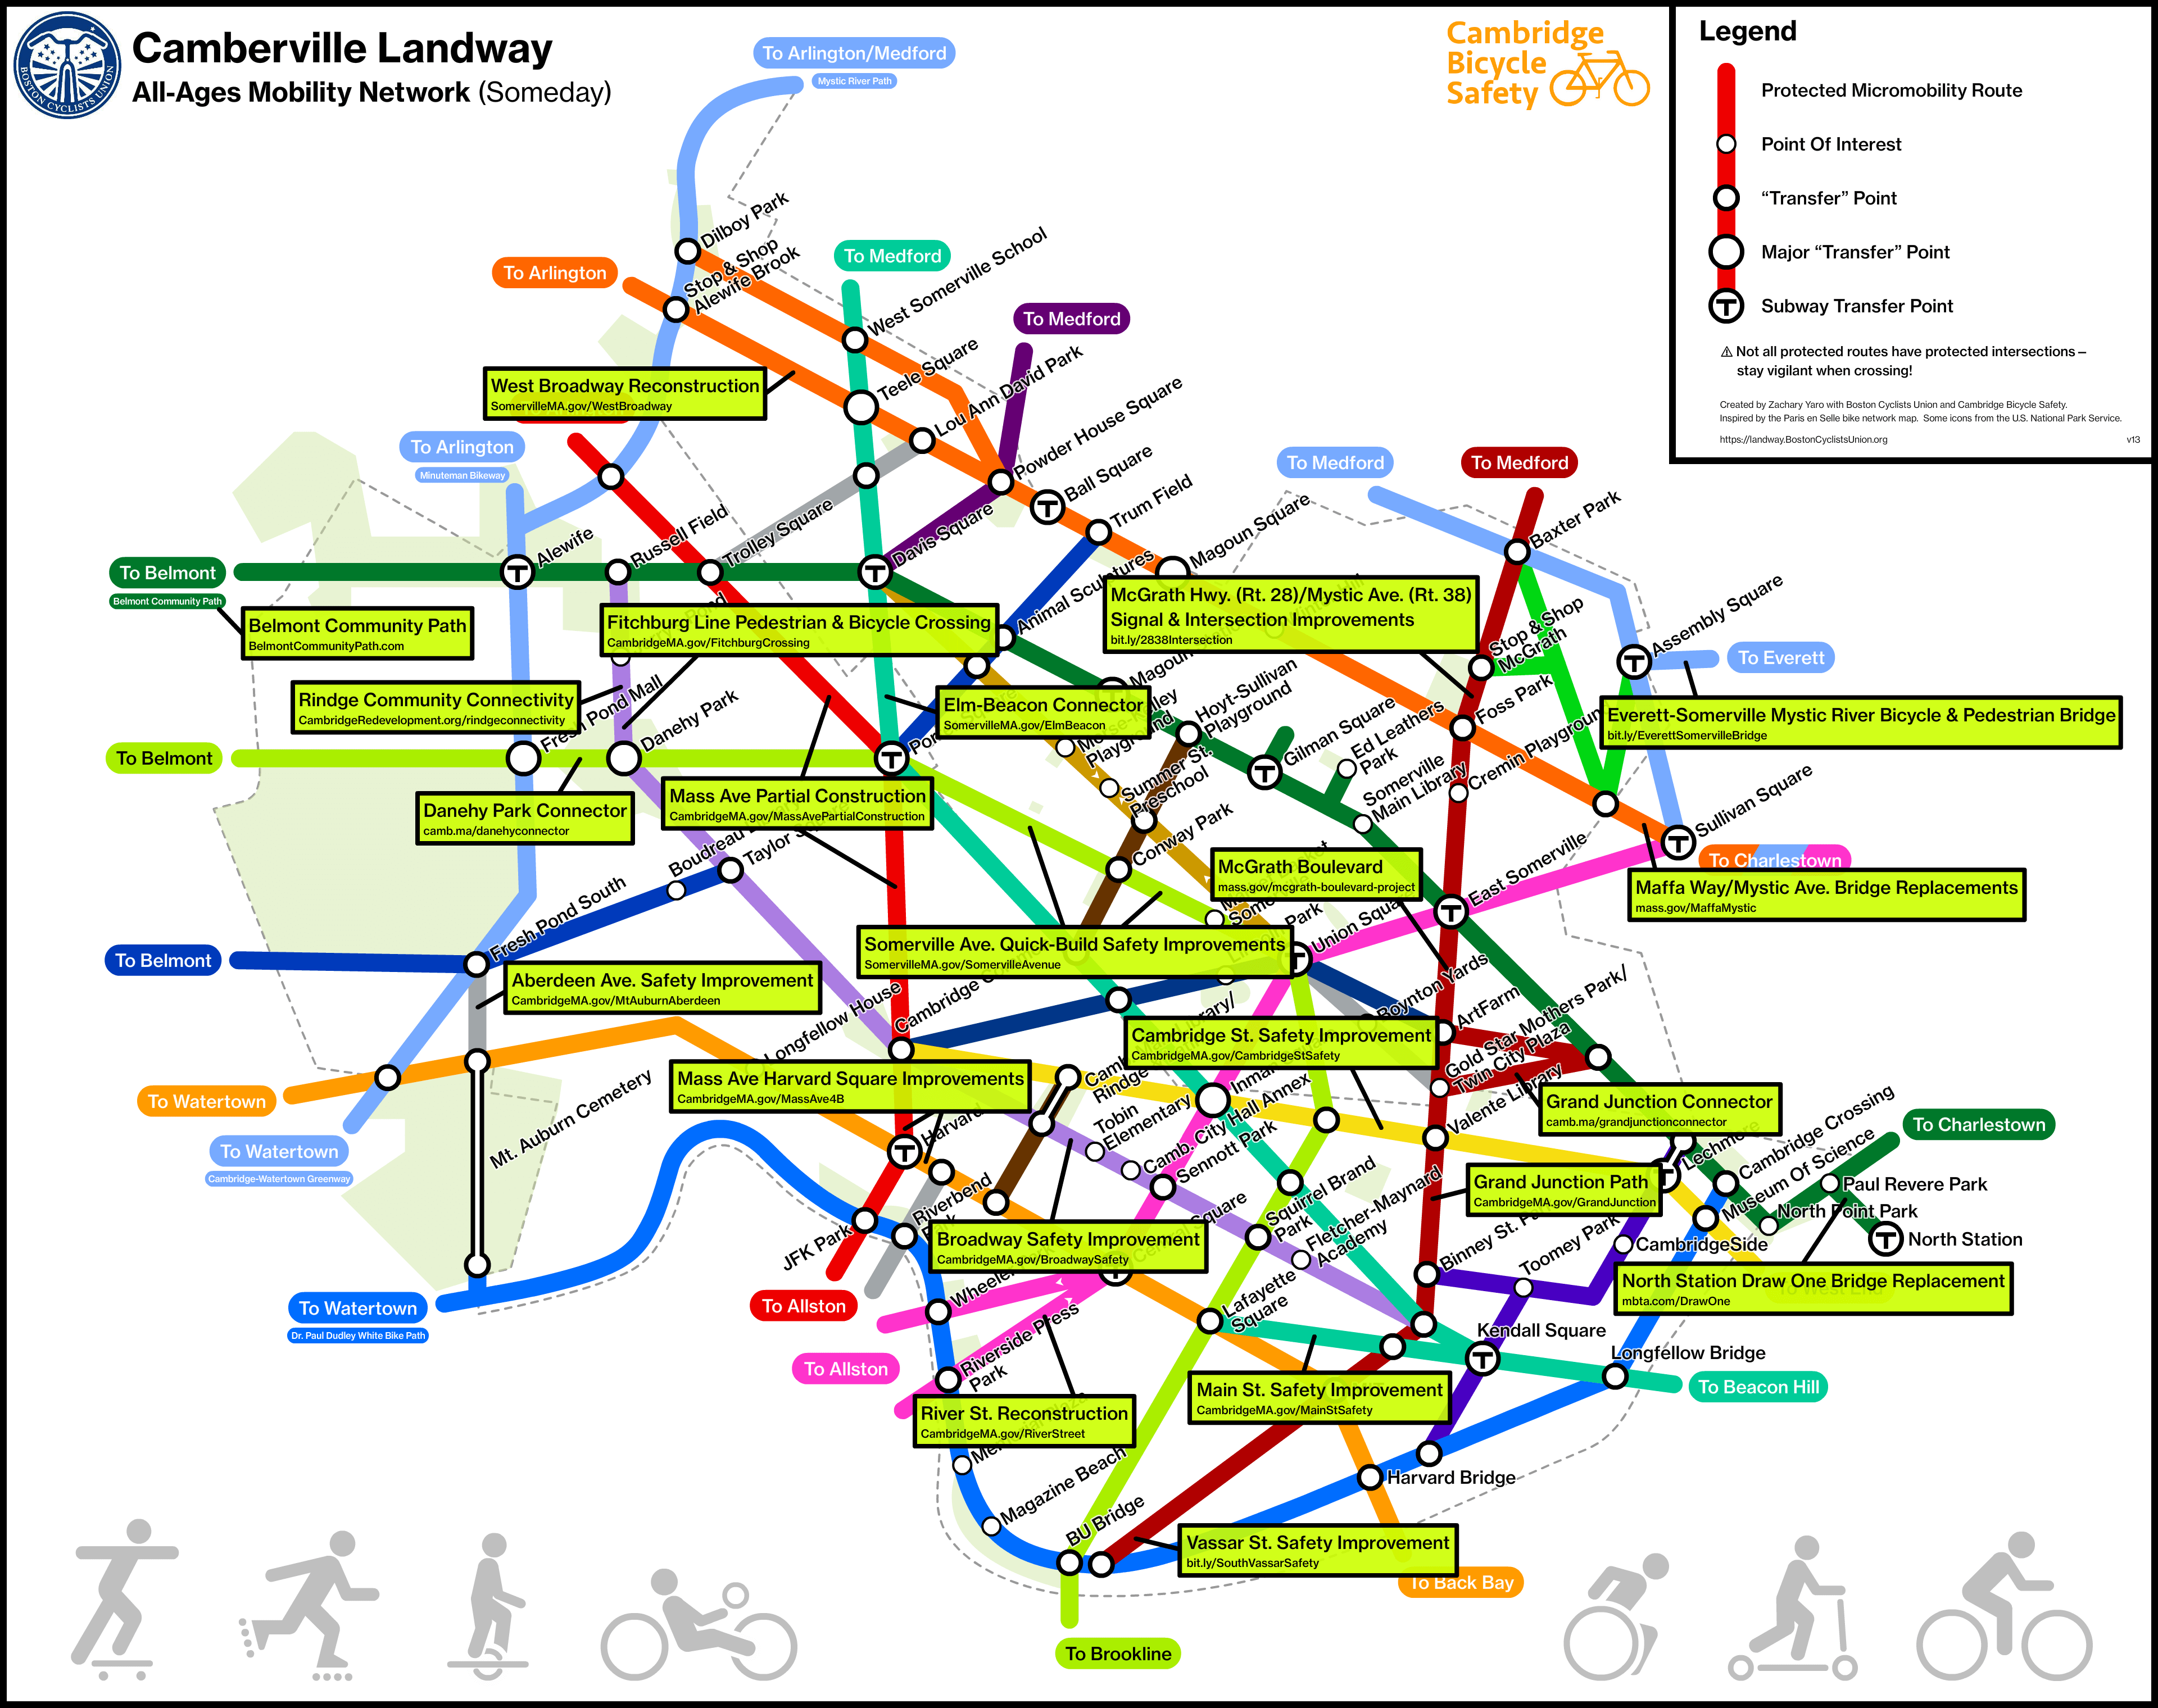 BOSTON CYCLISTS UNION
Camberville Landway
All-Ages Mobility Network (Someday)
Cambridge
Bicycle
Safety
Legend
Protected Micromobility Route
Point Of Interest
“Transfer” Point
Major “Transfer” Point
Subway Transfer Point
⚠ Not all protected routes have protected intersections –
stay vigilant when crossing!
Created by Zachary Yaro with Boston Cyclists Union and Cambridge Bicycle Safety.
Inspired by the Paris en Selle bike network map. Some icons from the U.S. National Park Service.
https://landway.BostonCyclistsUnion.org
v13
To Arlington/Medford
Mystic River Path
Dilboy Park
Stop & Shop
Alewife Brook
To Arlington
To Medford
West Somerville School
To Medford
Teele Square
Lou Ann David Park
West Broadway Reconstruction
SomervilleMA.gov/WestBroadway
Powder House Square
Ball Square
Trum Field
Magoun Square
To Arlington
Minuteman Bikeway
To Medford
To Medford
Baxter Park
Alewife
Russell Field
Trolley Square
Davis Square
Animal Sculptures
To Belmont
Belmont Community Path
Belmont Community Path
BelmontCommunityPath.com
Fitchburg Line Pedestrian & Bicycle Crossing
CambridgeMA.gov/FitchburgCrossing
McGrath Hwy. (Rt. 28)/Mystic Ave. (Rt. 38)
Signal & Intersection Improvements
bit.ly/2838Intersection
Stop & Shop
McGrath
Assembly Square
To Everett
Rindge Community Connectivity
CambridgeRedevelopment.org/rindgeconnectivity
Fresh Pond Mall
Danehy Park
Elm-Beacon Connector
SomervilleMA.gov/ElmBeacon
Magoun
Playground
Hoyt-Sullivan
Playground
Gilman Square
Ed Leathers
Park
Foss Park
Everett-Somerville Mystic River Bicycle & Pedestrian Bridge
bit.ly/EverettSomervilleBridge
To Belmont
Danehy Park Connector
camb.ma/danehyconnector
Mass Ave Partial Construction
CambridgeMA.gov/MassAvePartialConstruction
Summer St.
Preschool
Somerville
Main Library
Cremin Playground
Sullivan Square
To Charlestown
Boudreau
Taylor
Conway Park
McGrath Boulevard
mass.gov/mcgrath-boulevard-project
East Somerville
Maffa Way/Mystic Ave. Bridge Replacements
mass.gov/MaffaMystic
To Belmont
Fresh Pond South
Somerville Ave. Quick-Build Safety Improvements
SomervilleMA.gov/SomervilleAvenue
Park
Union Square
Aberdeen Ave. Safety Improvement
CambridgeMA.gov/MtAuburnAberdeen
Longfellow House
Cambridge
Library/
Rindge
Boynton Yards
ArtFarm
Gold Star Mothers Park/
Twin City Plaza
Cambridge St. Safety Improvement
CambridgeMA.gov/CambridgeStSafety
To Watertown
To Watertown
Cambridge-Watertown Greenway
Mt. Auburn Cemetery
Mass Ave Harvard Square Improvements
CambridgeMA.gov/MassAve4B
Harvard
Tobin
Elementary
Inman
Camb. City Hall Annex
Sennott Park
Valente Library
Grand Junction Connector
camb.ma/grandjunctionconnector
Lechmere
Cambridge Crossing
Museum Of Science
To Charlestown
Paul Revere Park
North Point Park
North Station
Grand Junction Path
CambridgeMA.gov/GrandJunction
Riverbend
Park
JFK Park
Broadway Safety Improvement
CambridgeMA.gov/BroadwaySafety
Central Square
Squirrel Brand
Park
Fletcher-Maynard
Academy
Binney St. Park
Toomey Park
CambridgeSide
North Station Draw One Bridge Replacement
mbta.com/DrawOne
To West End
To Watertown
Dr. Paul Dudley White Bike Path
To Allston
Wheeler
Riverside Press
Park
To Allston
Lafayette
Square
Kendall Square
Longfellow Bridge
To Beacon Hill
River St. Reconstruction
CambridgeMA.gov/RiverStreet
Main St. Safety Improvement
CambridgeMA.gov/MainStSafety
Magazine Beach
Harvard Bridge
BU Bridge
Vassar St. Safety Improvement
bit.ly/SouthVassarSafety
To Back Bay
To Brookline